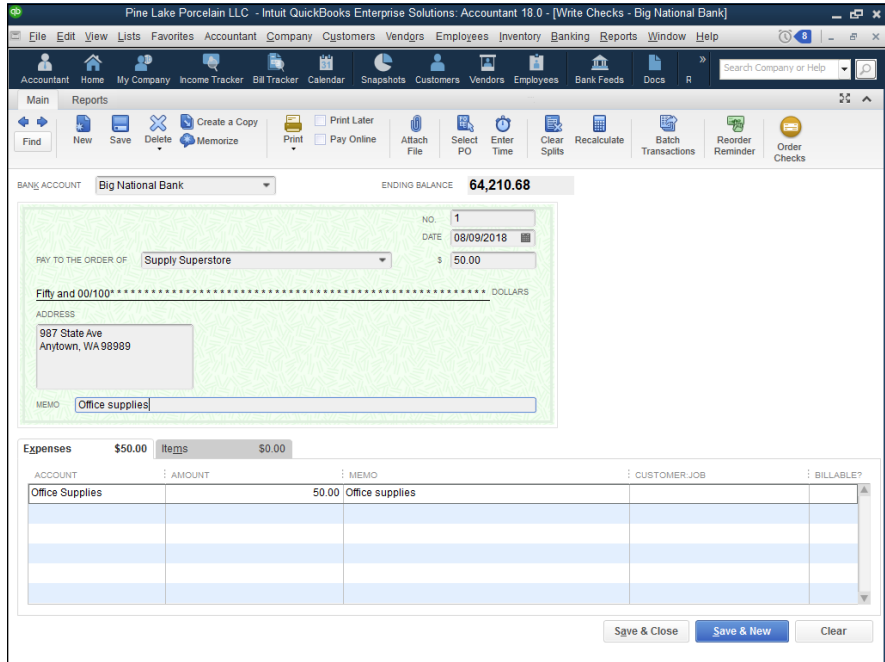 qb Pine Lake Porcelain LLC - Intuit QuickBooks Enterprise Solutions: Accountant 18.0 - [Write Checks - Big National Bank]
File Edit View Lists Favorites Accountant Company Customers Vendors Employees Inventory Banking Reports Window Help 8
31
Accountant Home My Company Income Tracker Bill Tracker Calendar Snapshots Customers Vendors Employees Bank Feeds Docs R » Search Company or Help
Main Reports
Find New Save Delete Create a Copy Memorize Print Print Later Pay Online Attach File Select PO Enter Time Clear Splits Recalculate Batch Transactions Reorder Reminder Order Checks
BANK ACCOUNT Big National Bank ENDING BALANCE 64,210.68
NO. 1
DATE 08/09/2018
PAY TO THE ORDER OF Supply Superstore $ 50.00
Fifty and 00/100* * * * * * * * * * * * * * * * * * * * * * * * * * * * * * * * * * * * * * * * * * * * * * * * * * * * * * * * * DOLLARS
ADDRESS
987 State Ave
Anytown, WA 98989
MEMO Office supplies
Expenses $50.00 Items $0.00
ACCOUNT AMOUNT MEMO CUSTOMER:JOB BILLABLE?
Office Supplies 50.00 Office supplies
Save & Close Save & New Clear